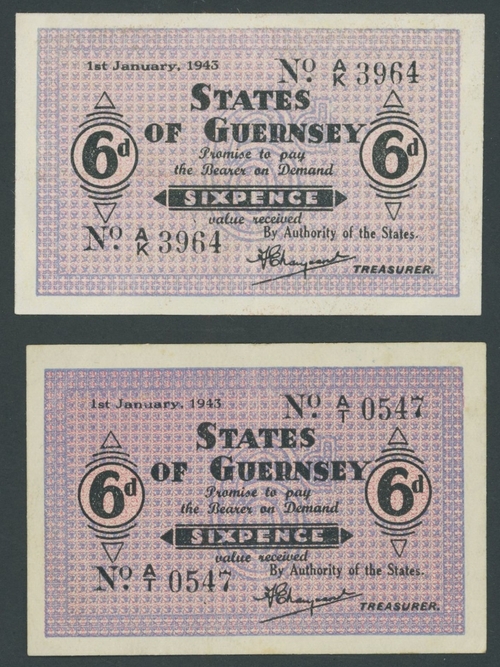 1st January, 1943 No. A/K 3964
STATES
6d OF GUERNSEY 6d
Promise to pay
the Bearer on Demand
SIXPENCE
value received
No. A/K 3964 By Authority of the States.
TREASURER.
1st January, 1943 No. A/T 0547
STATES
6d OF GUERNSEY 6d
Promise to pay
the Bearer on Demand
SIXPENCE
value received
No. A/T 0547 By Authority of the States.
TREASURER.